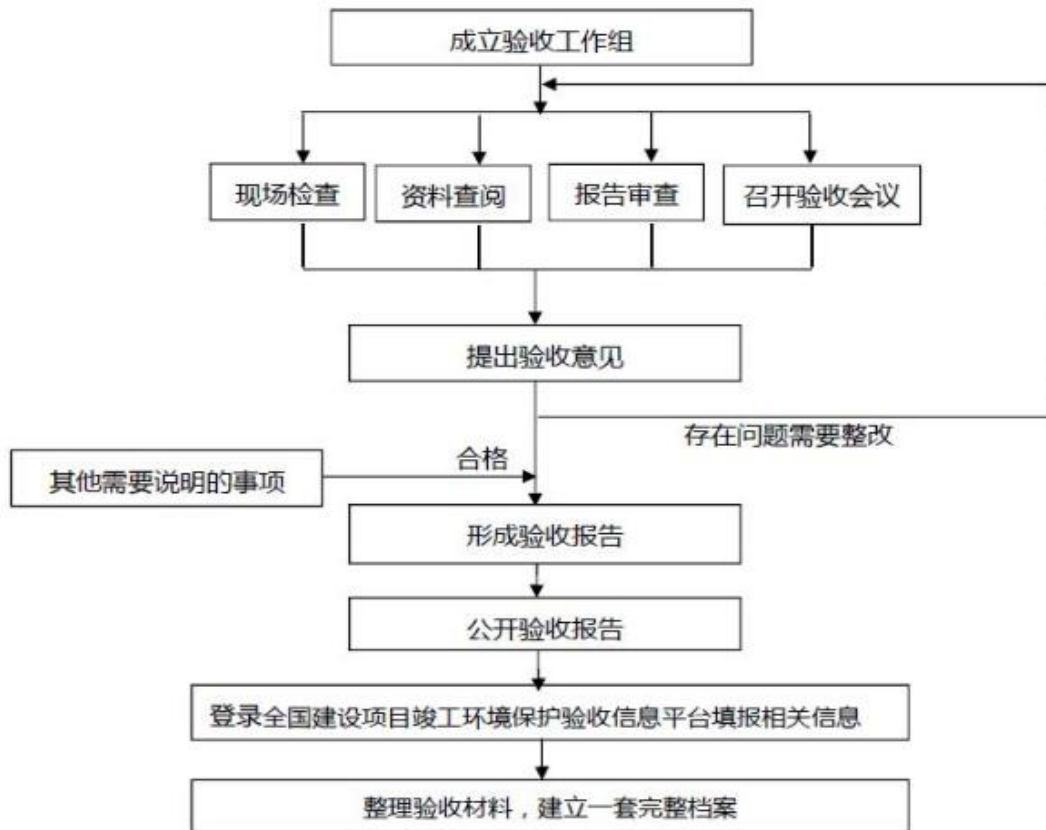 成立验收工作组
现场检查
资料查阅
报告审查
召开验收会议
提出验收意见
存在问题需要整改
合格
其他需要说明的事项
形成验收报告
公开验收报告
登录全国建设项目竣工环境保护验收信息平台填报相关信息
整理验收材料，建立一套完整档案